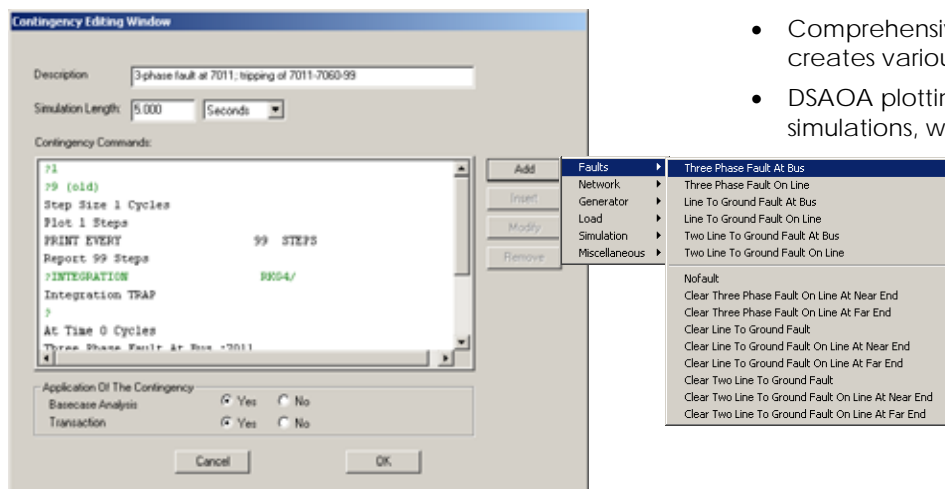 Contingency Editing Window
Description 3-phase fault at 7011; tripping of 7011-7060-99
Simulation Length: 5.000 Seconds
Contingency Commands:
?1
?9 (old)
Step Size 1 Cycles
Plot 1 Steps
PRINT EVERY 99 STEPS
Report 99 Steps
?INTEGRATION RKG4/
Integration TRAP
?
At Time 0 Cycles
Three Phase Fault At Bus ;7011
Add
Insert
Modify
Remove
Application Of The Contingency
Basecase Analysis Yes No
Transaction Yes No
Cancel OK
• Comprehensiv
creates variou
• DSAOA plottin
simulations, w
Faults
Network
Generator
Load
Simulation
Miscellaneous
Three Phase Fault At Bus
Three Phase Fault On Line
Line To Ground Fault At Bus
Line To Ground Fault On Line
Two Line To Ground Fault At Bus
Two Line To Ground Fault On Line
Nofault
Clear Three Phase Fault On Line At Near End
Clear Three Phase Fault On Line At Far End
Clear Line To Ground Fault
Clear Line To Ground Fault On Line At Near End
Clear Line To Ground Fault On Line At Far End
Clear Two Line To Ground Fault
Clear Two Line To Ground Fault On Line At Near End
Clear Two Line To Ground Fault On Line At Far End